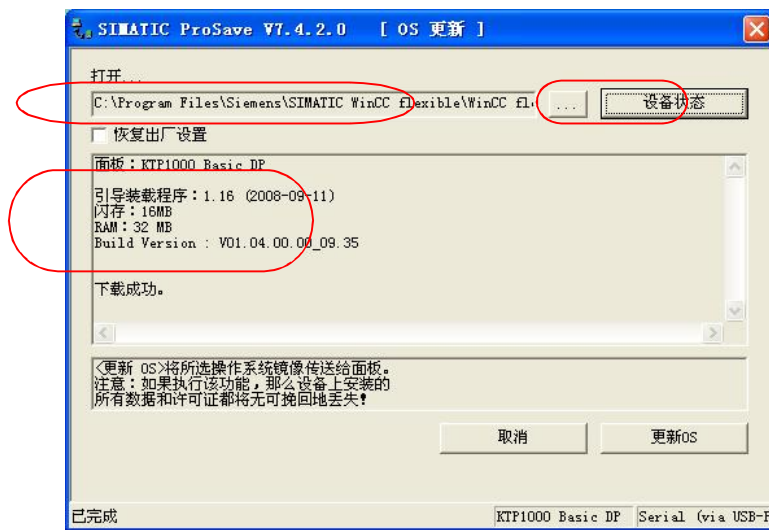 SIMATIC ProSave V7.4.2.0 [ OS 更新 ]
打开...
C:\Program Files\Siemens\SIMATIC WinCC flexible\WinCC fl
... 设备状态
恢复出厂设置
面板：KTP1000 Basic DP
引导装载程序：1.16 (2008-09-11)
闪存：16MB
RAM：32 MB
Build Version : V01.04.00.00_09.35
下载成功。
<更新 OS>将所选操作系统镜像传送给面板。
注意：如果执行该功能，那么设备上安装的
所有数据和许可证都将无可挽回地丢失!
取消 更新OS
已完成 KTP1000 Basic DP Serial (via USB-P